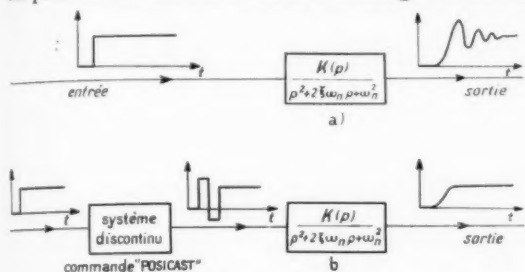 t
t
entrée
K(p)
p²+2ξωₙp+ωₙ²
sortie
a)
t
t
t
système
discontinu
K(p)
p²+2ξωₙp+ωₙ²
sortie
commande "POSICAST"
b